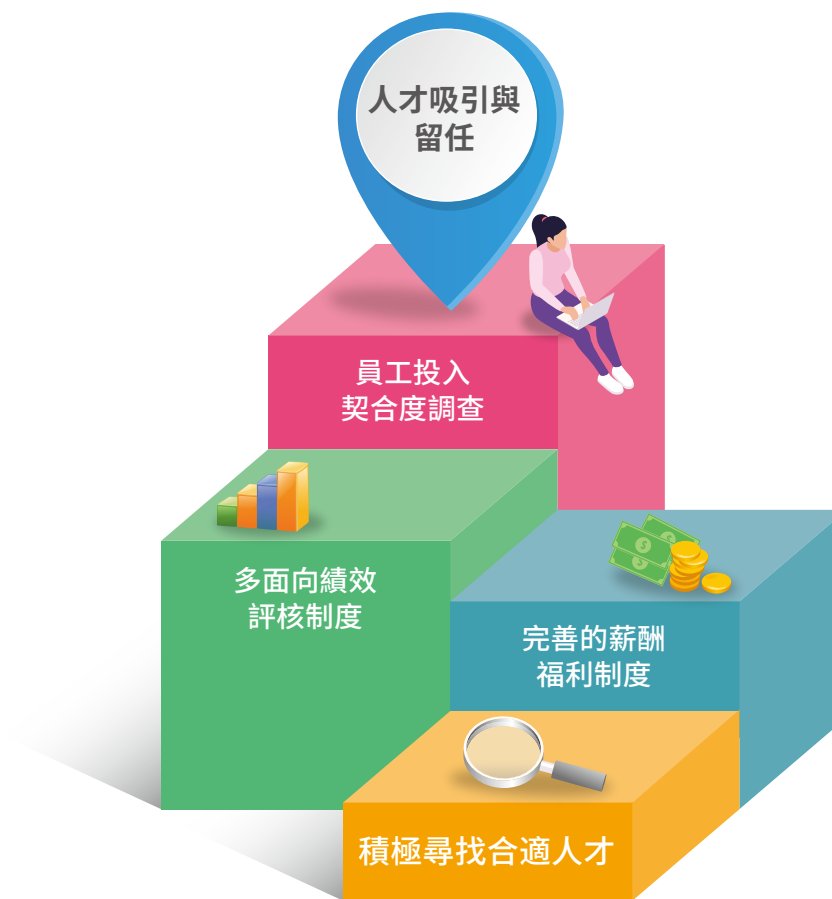 人才吸引與
留任
員工投入
契合度調查
多面向績效
評核制度
完善的薪酬
福利制度
積極尋找合適人才